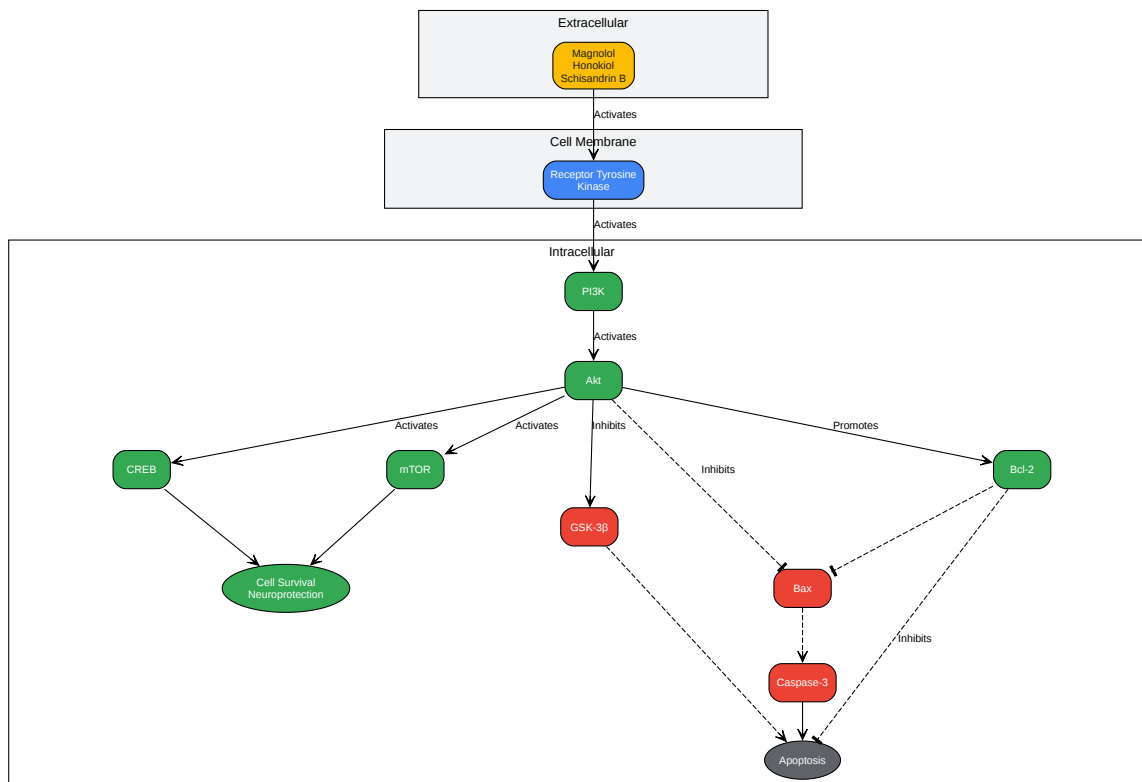 Extracellular
Magnolol
Honokiol
Schisandrin B
Activates
Cell Membrane
Receptor Tyrosine
Kinase
Activates
Intracellular
PI3K
Activates
Akt
Activates
Activates
Inhibits
Promotes
CREB
mTOR
Inhibits
Bcl-2
GSK-3β
Cell Survival
Neuroprotection
Bax
Inhibits
Caspase-3
Apoptosis